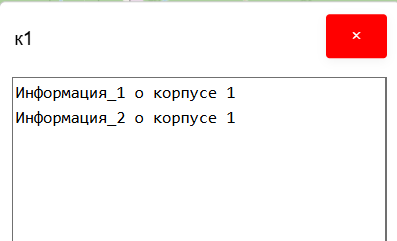 к1
×
Информация_1 о корпусе 1
Информация_2 о корпусе 1